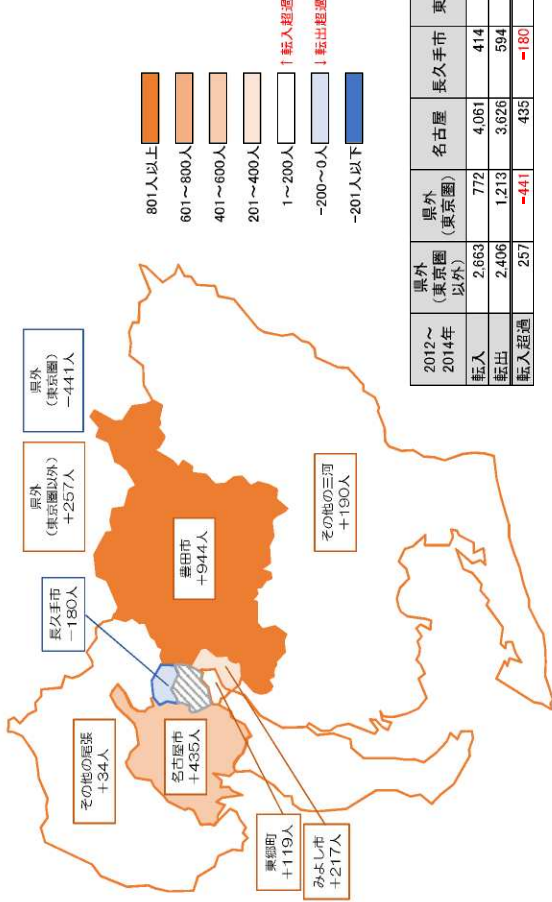 県外
(東京圏)
-441人
県外
(東京圏以外)
+257人
長久手市
-180人
豊田市
+944人
その他の尾張
+34人
名古屋市
+435人
その他の三河
+190人
東郷町
+119人
みよし市
+217人
801人以上
601～800人
401～600人
201～400人
1～200人
-200～0人
-201人以下
↑転入超過
↓転出超過
2012～
2014年 県外
(東京圏
以外) 県外
(東京圏) 名古屋 長久手市 東
転入 2,663 772 4,061 414
転出 2,406 1,213 3,626 594
転入超過 257 -441 435 -180